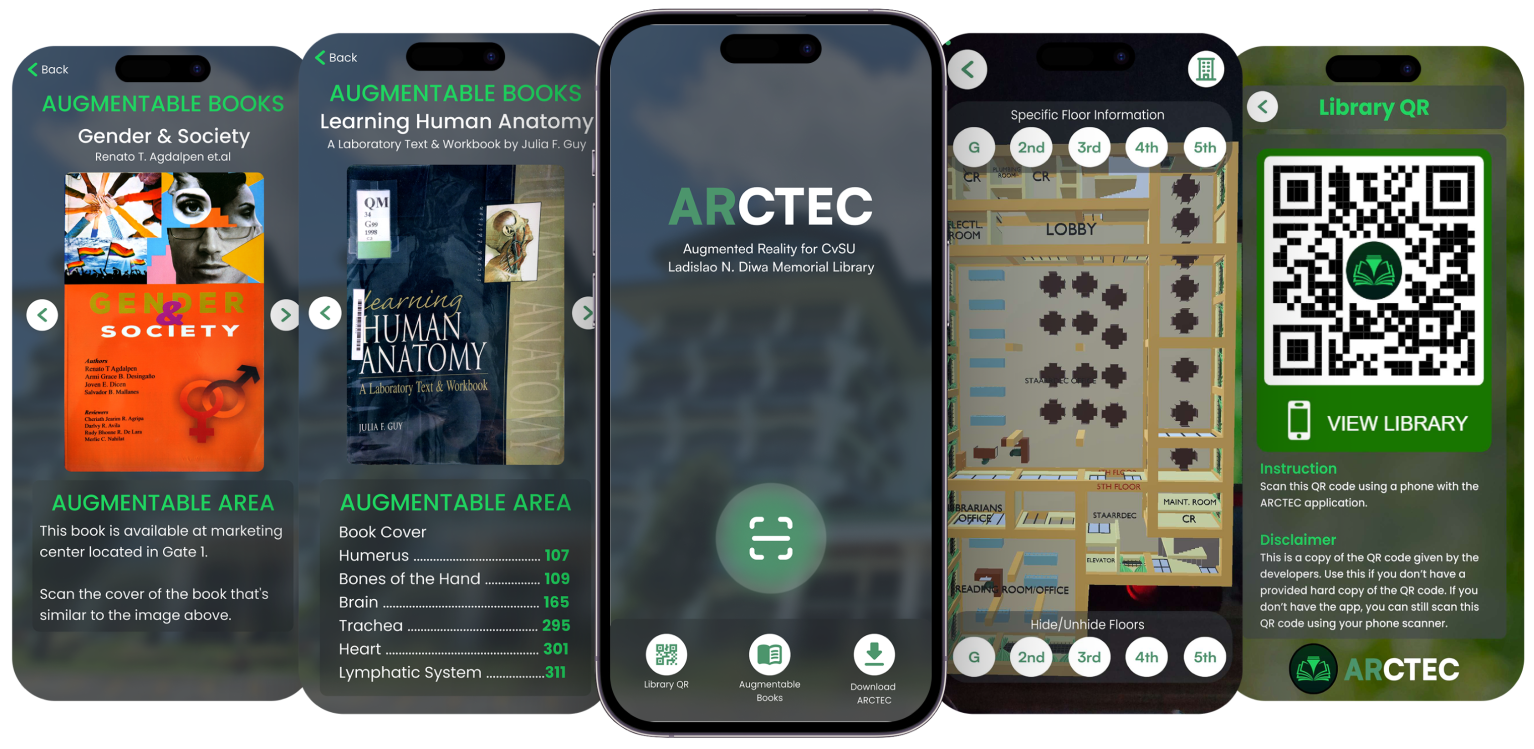 Back
AUGMENTABLE BOOKS
Gender & Society
Renato T. Agdalpen et.al
GENDER
&
SOCIETY
Authors
Renato T Agdalpen
Armi Grace B. Desingaño
Joven E. Dicen
Salvador B. Mallanes
Reviewers
Mertie C. Nabilat
AUGMENTABLE AREA
This book is available at marketing
center located in Gate 1.
Scan the cover of the book that's
similar to the image above.
Back
AUGMENTABLE BOOKS
Learning Human Anatomy
A Laboratory Text & Workbook by Julia F. Guy
QM
34
G99
1998
c.2
learning
HUMAN
ANATOMY
A Laboratory Text & Workbook
JULIA F. GUY
AUGMENTABLE AREA
Book Cover
Humerus 107
Bones of the Hand 109
Brain 165
Trachea 295
Heart 301
Lymphatic System 311
ARCTEC
Augmented Reality for CvSU
Ladislao N. Diwa Memorial Library
Library QR
Augmentable
Books
Download
ARCTEC
Specific Floor Information
G 2nd 3rd 4th 5th
CR
CR
ELECTL.
ROOM
LOBBY
5TH FLOOR
MAINT. ROOM
CR
STAARRDEC
OFFICE
ELEVATOR
READING ROOM/OFFICE
Hide/Unhide Floors
G 2nd 3rd 4th 5th
Library QR
VIEW LIBRARY
Instruction
Scan this QR code using a phone with the
ARCTEC application.
Disclaimer
This is a copy of the QR code given by the
developers. Use this if you don't have a
provided hard copy of the QR code. If you
don't have the app, you can still scan this
QR code using your phone scanner.
ARCTEC